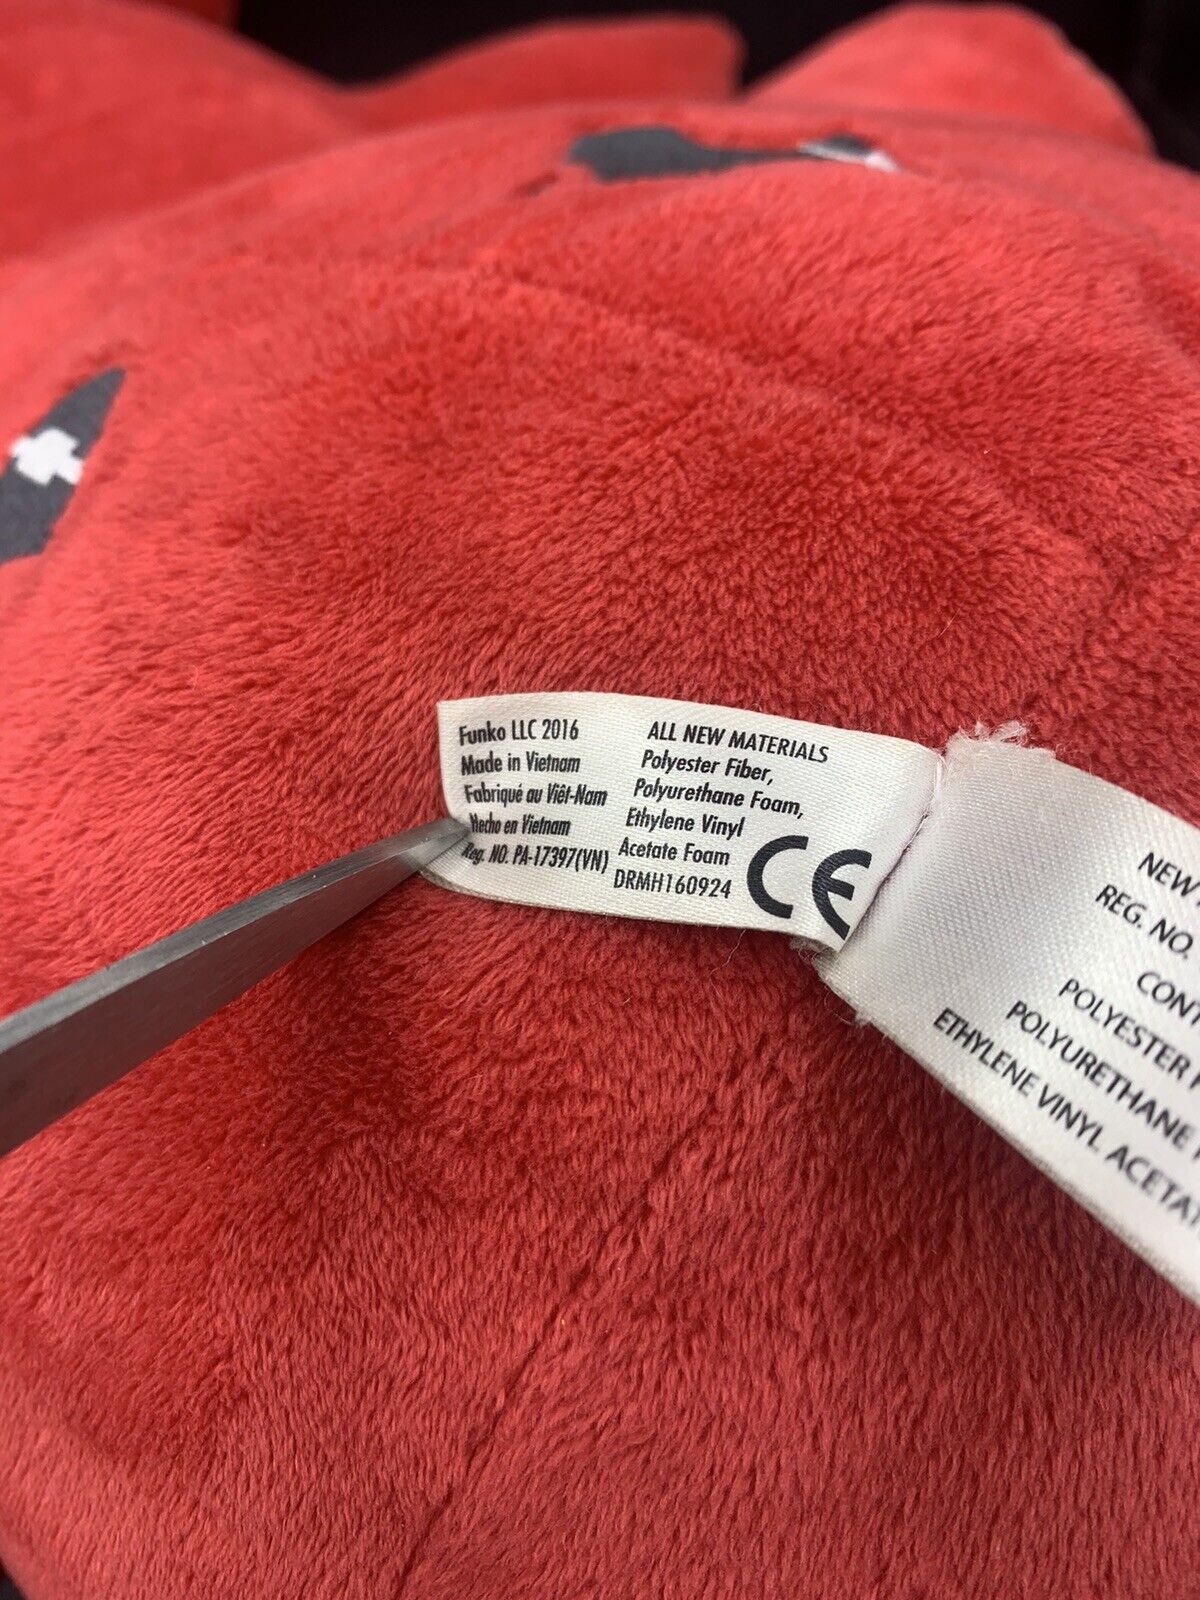 Funko LLC 2016
Made in Vietnam
Fabriqué au Viêt-Nam
Hecho en Vietnam
Reg. NO. PA-17397(VN)
ALL NEW MATERIALS
Polyester Fiber,
Polyurethane Foam,
Ethylene Vinyl
Acetate Foam
DRMH160924
CE
NEW
REG. NO.
POLYESTER
POLYURETHANE
ETHYLENE VINYL